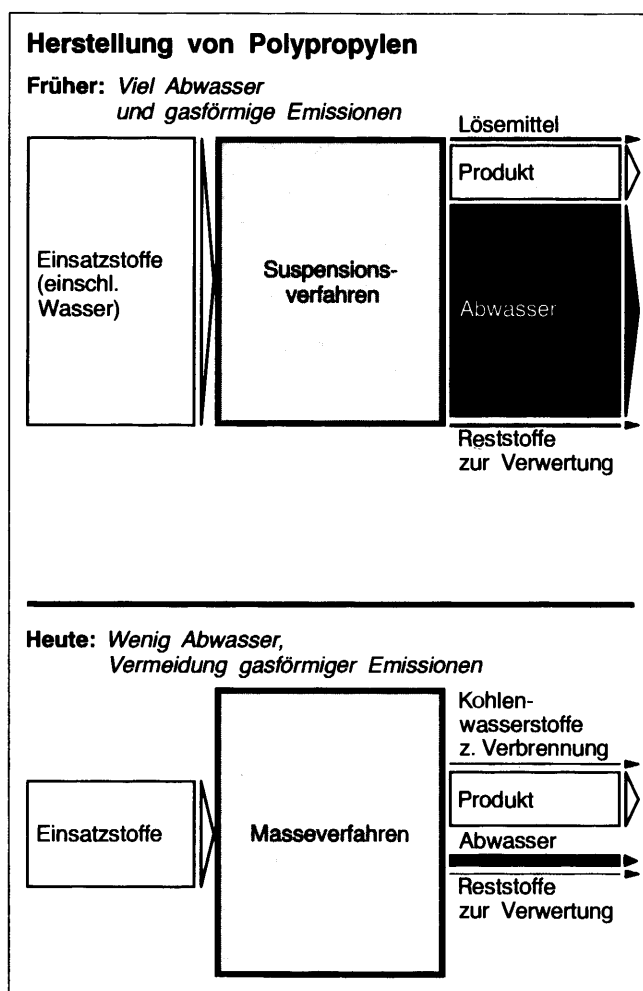 Herstellung von Polypropylen
Früher: Viel Abwasser
und gasförmige Emissionen
Einsatzstoffe
(einschl.
Wasser)
Suspensions-
verfahren
Lösemittel
Produkt
Abwasser
Reststoffe
zur Verwertung
Heute: Wenig Abwasser,
Vermeidung gasförmiger Emissionen
Einsatzstoffe
Masseverfahren
Kohlen-
wasserstoffe
z. Verbrennung
Produkt
Abwasser
Reststoffe
zur Verwertung